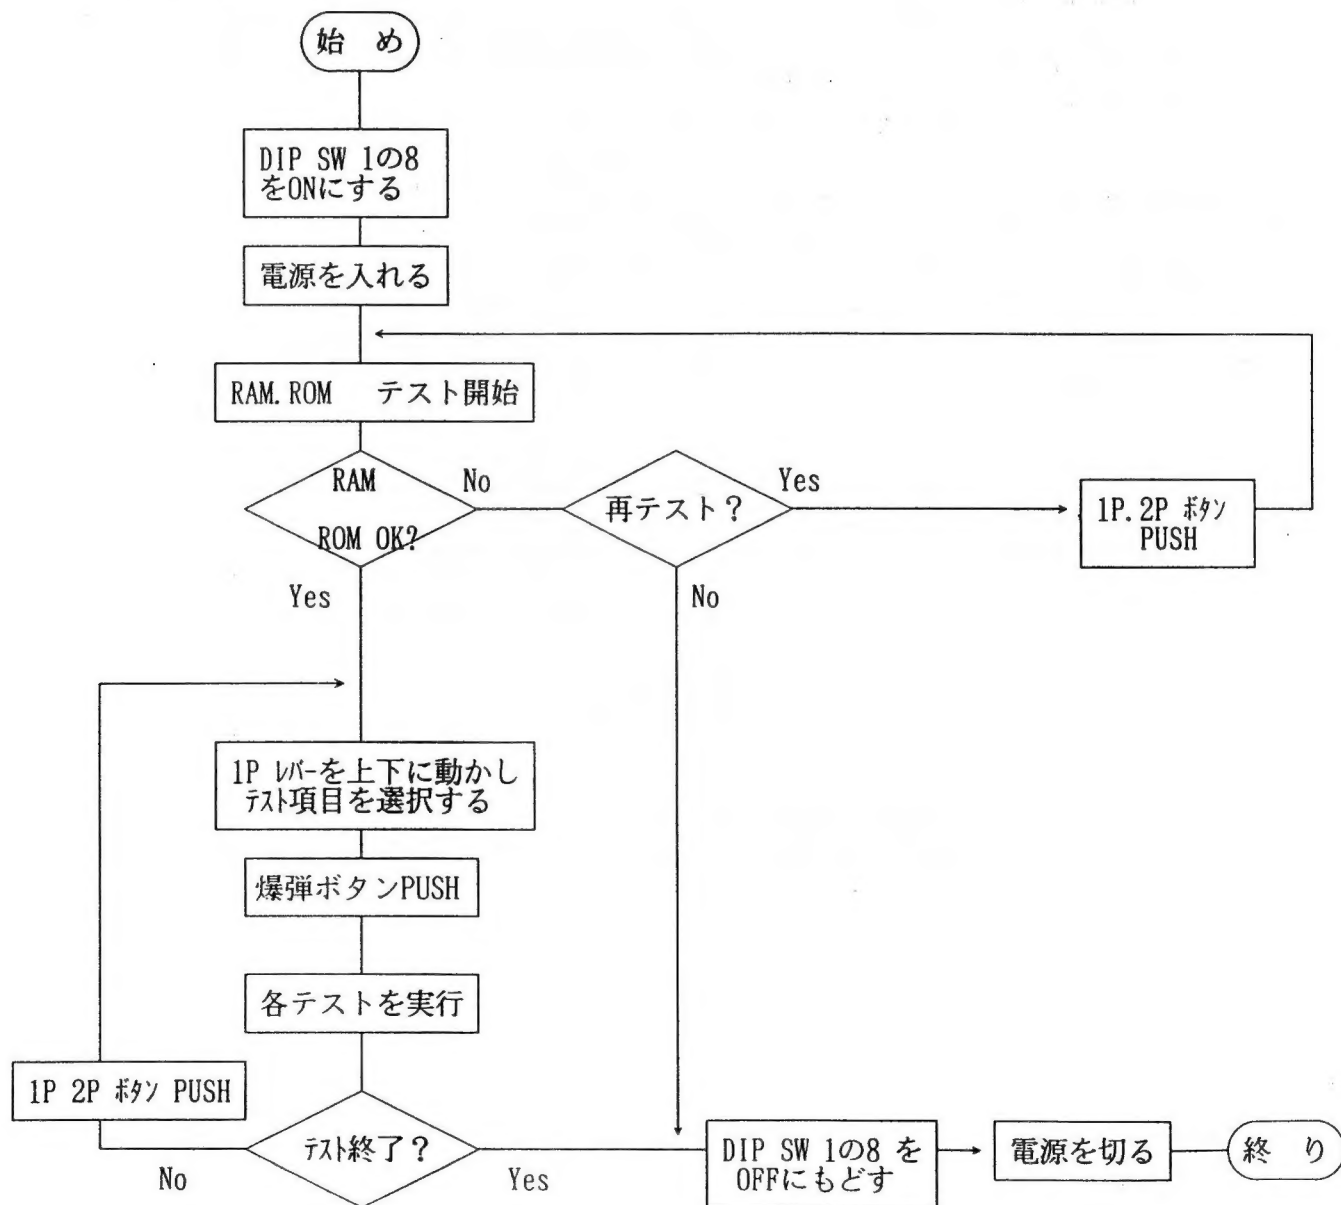 始　め
DIP SW 1の8
をONにする
電源を入れる
RAM.ROM　テスト開始
RAM
ROM OK?
No
再テスト？
Yes
1P.2P ﾎﾞﾀﾝ
PUSH
Yes
No
1P ﾚﾊﾞｰを上下に動かし
ﾃｽﾄ項目を選択する
爆弾ボタンPUSH
各テストを実行
1P 2P ﾎﾞﾀﾝ PUSH
ﾃｽﾄ終了？
No
Yes
DIP SW 1の8 を
OFFにもどす
電源を切る
終　り